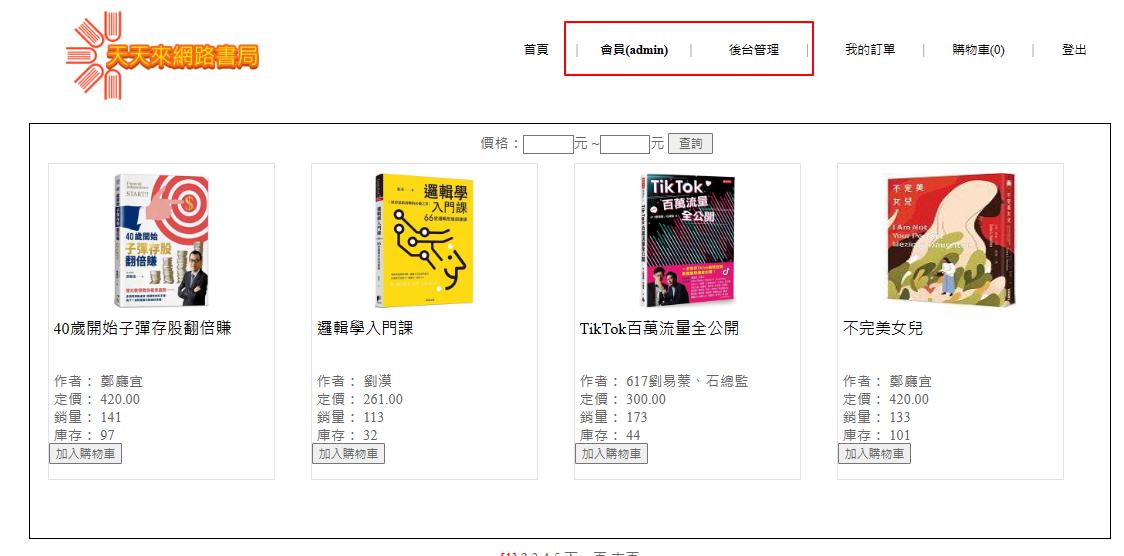 天天來網路書局
首頁 | 會員(admin) | 後台管理 | 我的訂單 | 購物車(0) | 登出
價格：元 ~元 查詢
START!!
40歲開始
子彈存股
翻倍賺
邏輯學
入門課
TikTok
百萬流量
全公開
不完美
女兒
I Am Not
Your Perfect
Mexican Daughter
40歲開始子彈存股翻倍賺
作者： 鄭廳宜
定價： 420.00
銷量： 141
庫存： 97
加入購物車
邏輯學入門課
作者： 劉漠
定價： 261.00
銷量： 113
庫存： 32
加入購物車
TikTok百萬流量全公開
作者： 617劉易蓁、石總監
定價： 300.00
銷量： 173
庫存： 44
加入購物車
不完美女兒
作者： 鄭廳宜
定價： 420.00
銷量： 133
庫存： 101
加入購物車